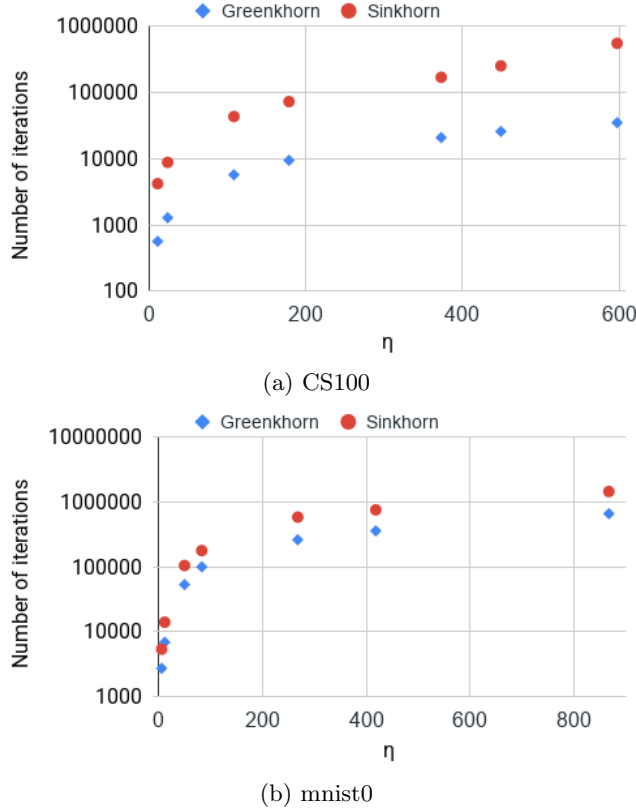 Greenkhorn Sinkhorn
Number of iterations
1000000
100000
10000
1000
100
0 200 400 600
η
(a) CS100
Greenkhorn Sinkhorn
Number of iterations
10000000
1000000
100000
10000
1000
0 200 400 600 800
η
(b) mnist0